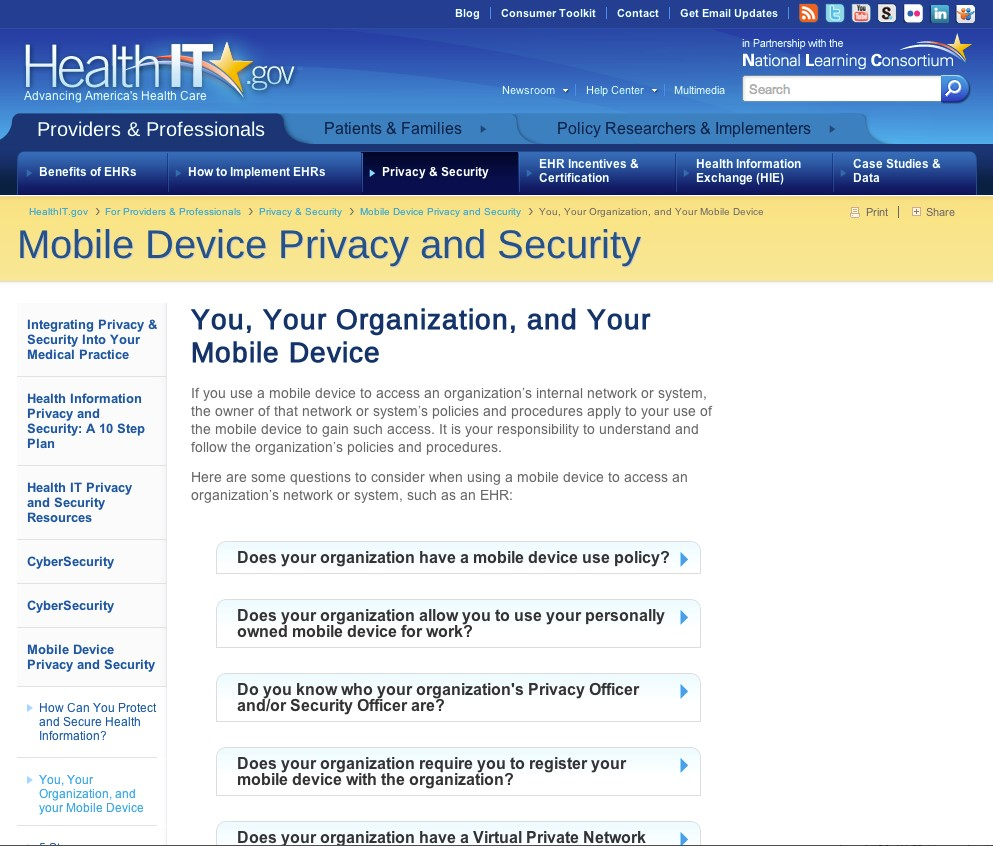 Blog Consumer Toolkit Contact Get Email Updates
in Partnership with the
National Learning Consortium
HealthIT.gov
Advancing America's Health Care
Newsroom Help Center Multimedia Search
Providers & Professionals Patients & Families Policy Researchers & Implementers
Benefits of EHRs
How to Implement EHRs
Privacy & Security
EHR Incentives &
Certification
Health Information
Exchange (HIE)
Case Studies &
Data
HealthIT.gov For Providers & Professionals Privacy & Security Mobile Device Privacy and Security You, Your Organization, and Your Mobile Device
Print Share
Mobile Device Privacy and Security
Integrating Privacy &
Security Into Your
Medical Practice
Health Information
Privacy and
Security: A 10 Step
Plan
Health IT Privacy
and Security
Resources
CyberSecurity
CyberSecurity
Mobile Device
Privacy and Security
How Can You Protect
and Secure Health
Information?
You, Your
Organization, and
your Mobile Device
You, Your Organization, and Your
Mobile Device
If you use a mobile device to access an organization's internal network or system,
the owner of that network or system's policies and procedures apply to your use of
the mobile device to gain such access. It is your responsibility to understand and
follow the organization's policies and procedures.
Here are some questions to consider when using a mobile device to access an
organization's network or system, such as an EHR:
Does your organization have a mobile device use policy?
Does your organization allow you to use your personally
owned mobile device for work?
Do you know who your organization's Privacy Officer
and/or Security Officer are?
Does your organization require you to register your
mobile device with the organization?
Does your organization have a Virtual Private Network